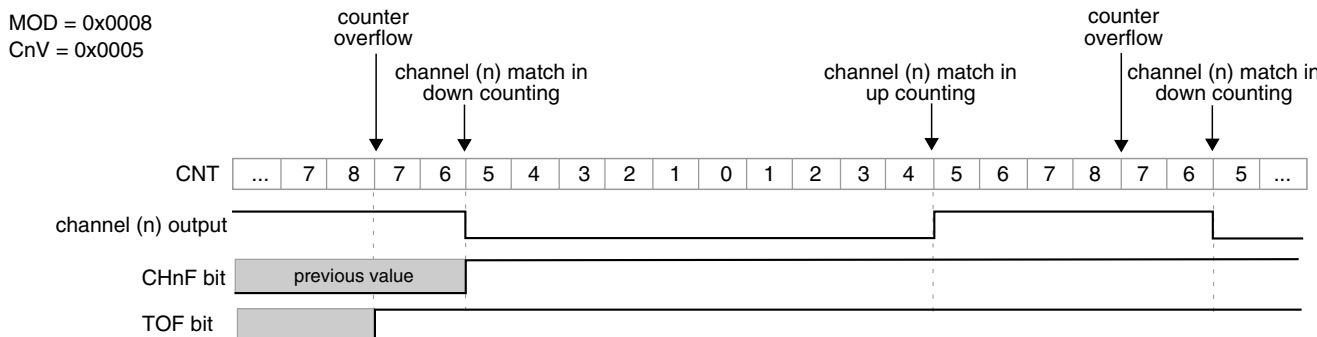 MOD = 0x0008
CnV = 0x0005
counter
overflow
channel (n) match in
down counting
channel (n) match in
up counting
counter
overflow
channel (n) match in
down counting
CNT ... 7 8 7 6 5 4 3 2 1 0 1 2 3 4 5 6 7 8 7 6 5 ...
channel (n) output
CHnF bit previous value
TOF bit